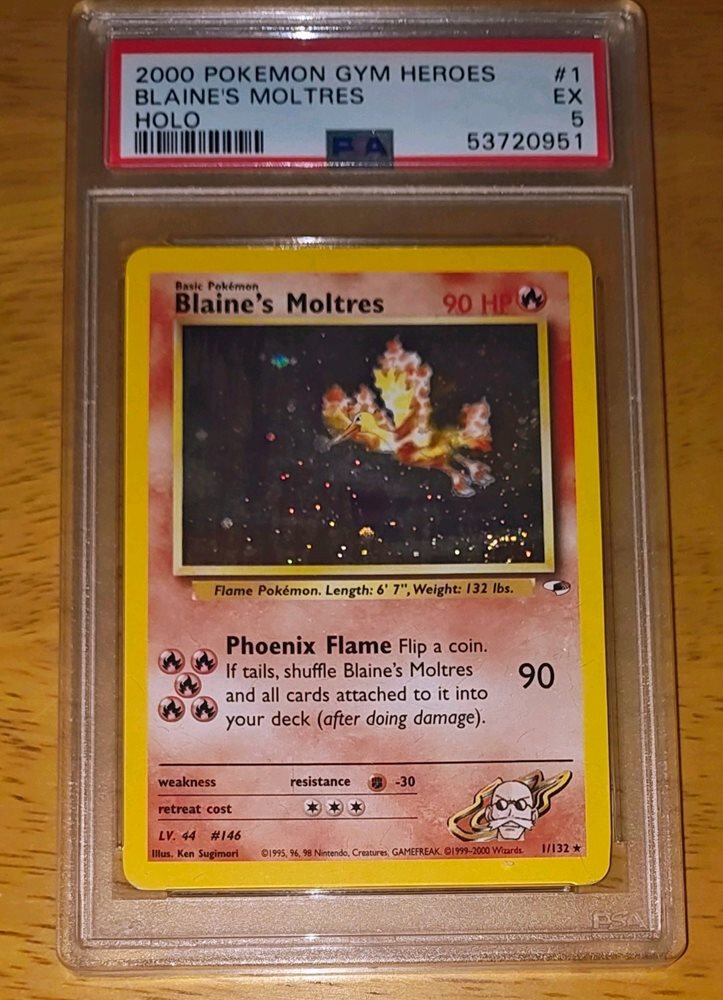 2000 POKEMON GYM HEROES #1
BLAINE'S MOLTRES EX
HOLO 5
PSA 53720951
Basic Pokémon
Blaine's Moltres 90 HP
Flame Pokémon. Length: 6' 7", Weight: 132 lbs.
Phoenix Flame Flip a coin.
If tails, shuffle Blaine's Moltres
and all cards attached to it into
your deck (after doing damage).
90
weakness resistance -30
retreat cost
LV. 44 #146
Illus. Ken Sugimori ©1995, 96, 98 Nintendo, Creatures, GAMEFREAK. ©1999-2000 Wizards. 1/132 ★
PSA